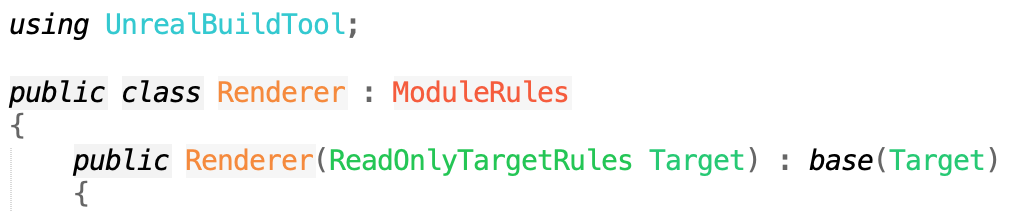 using UnrealBuildTool;
public class Renderer : ModuleRules
{
public Renderer(ReadOnlyTargetRules Target) : base(Target)
{